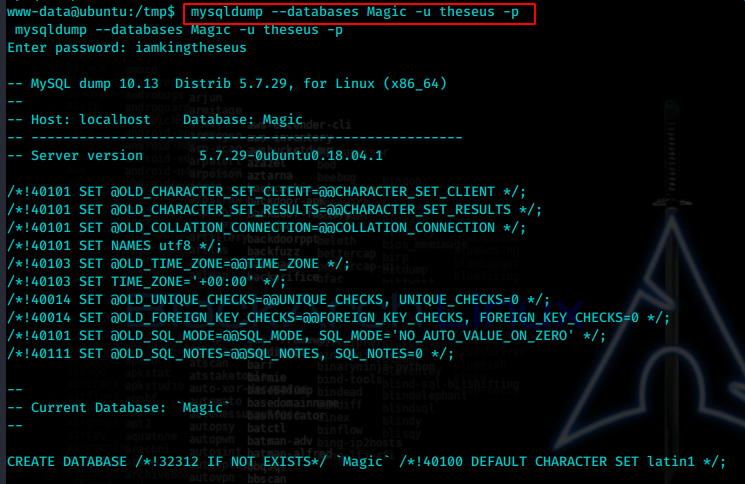 www-data@ubuntu:/tmp$ mysqldump --databases Magic -u theseus -p
 mysqldump --databases Magic -u theseus -p
Enter password: iamkingtheseus

-- MySQL dump 10.13  Distrib 5.7.29, for Linux (x86_64)
--
-- Host: localhost    Database: Magic
-- ------------------------------------------------------
-- Server version       5.7.29-0ubuntu0.18.04.1

/*!40101 SET @OLD_CHARACTER_SET_CLIENT=@@CHARACTER_SET_CLIENT */;
/*!40101 SET @OLD_CHARACTER_SET_RESULTS=@@CHARACTER_SET_RESULTS */;
/*!40101 SET @OLD_COLLATION_CONNECTION=@@COLLATION_CONNECTION */;
/*!40101 SET NAMES utf8 */;
/*!40103 SET @OLD_TIME_ZONE=@@TIME_ZONE */;
/*!40103 SET TIME_ZONE='+00:00' */;
/*!40014 SET @OLD_UNIQUE_CHECKS=@@UNIQUE_CHECKS, UNIQUE_CHECKS=0 */;
/*!40014 SET @OLD_FOREIGN_KEY_CHECKS=@@FOREIGN_KEY_CHECKS, FOREIGN_KEY_CHECKS=0 */;
/*!40101 SET @OLD_SQL_MODE=@@SQL_MODE, SQL_MODE='NO_AUTO_VALUE_ON_ZERO' */;
/*!40111 SET @OLD_SQL_NOTES=@@SQL_NOTES, SQL_NOTES=0 */;

--
-- Current Database: `Magic`
--

CREATE DATABASE /*!32312 IF NOT EXISTS*/ `Magic` /*!40100 DEFAULT CHARACTER SET latin1 */;